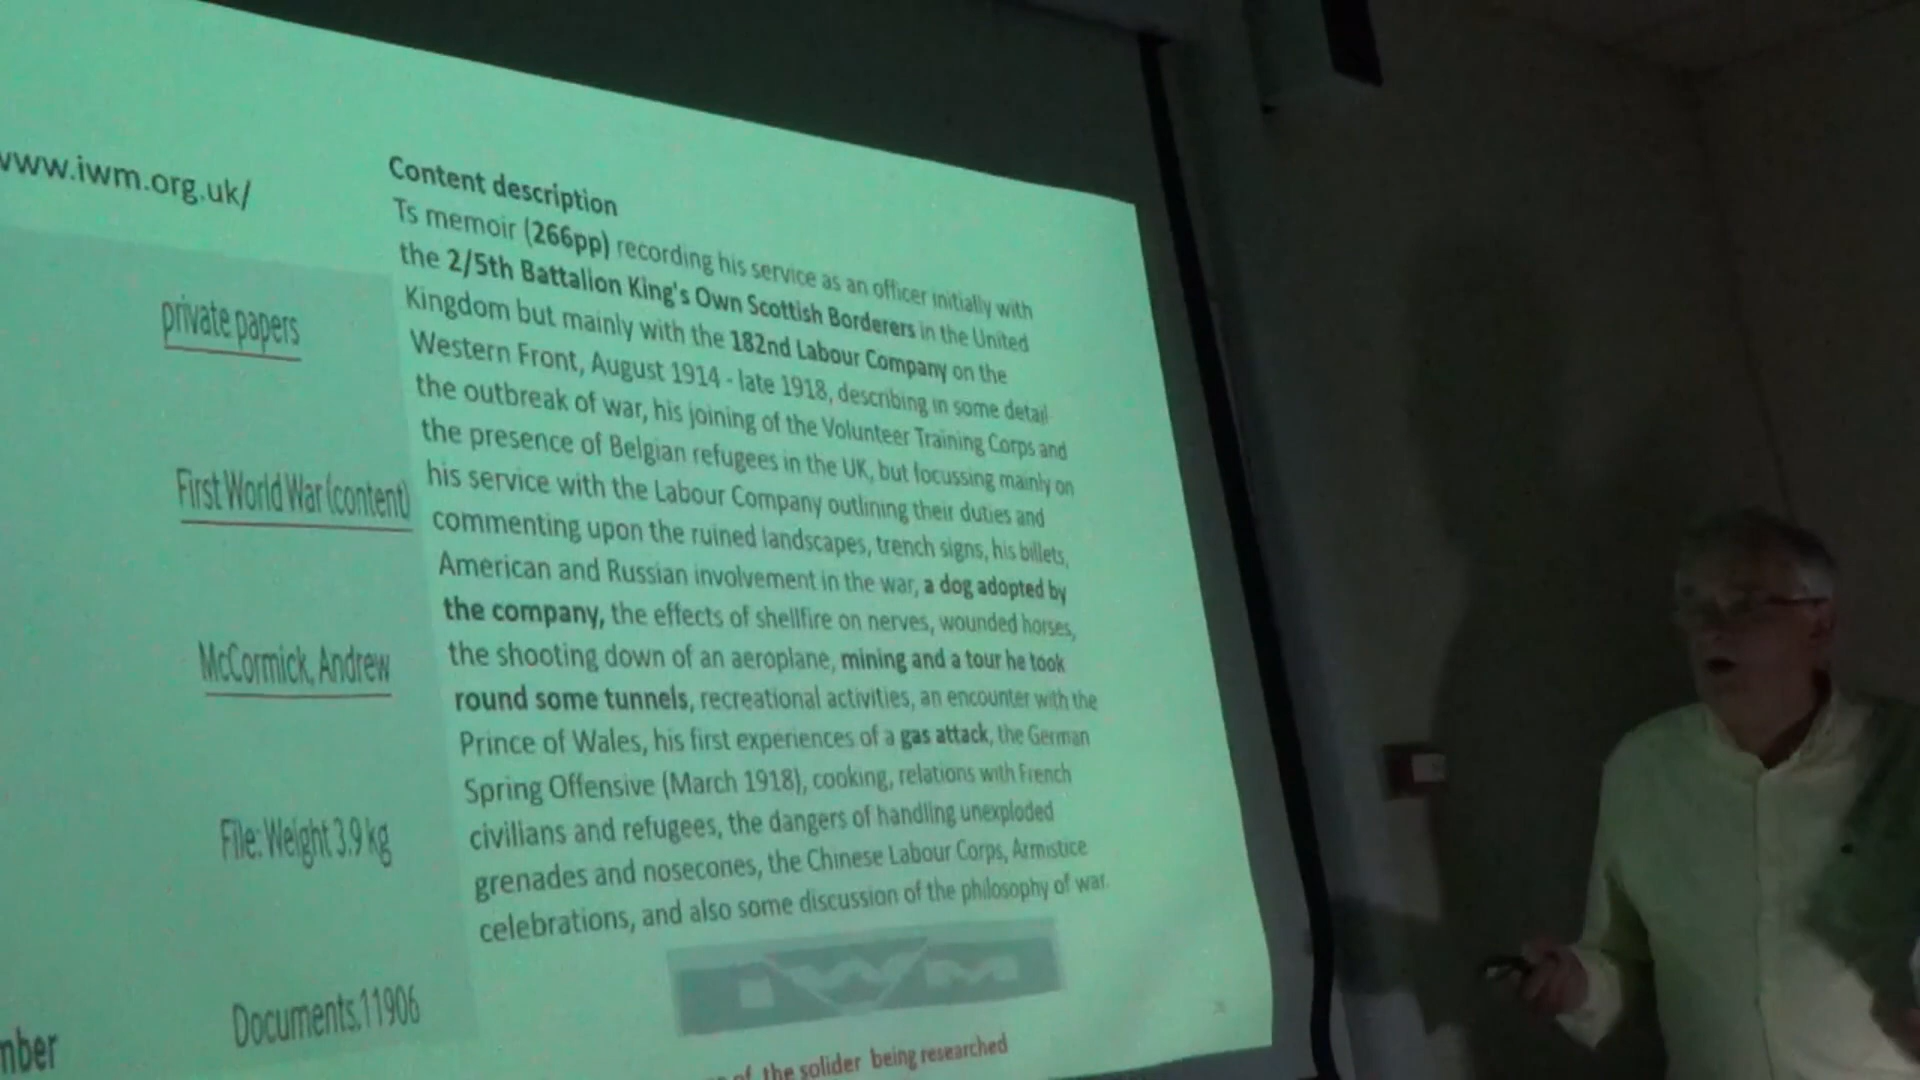 www.iwm.org.uk/
private papers
First World War (content)
McCormick, Andrew
File: Weight 3.9 kg
Documents.11906
mber
Content description
Ts memoir (266pp) recording his service as an officer initially with
the 2/5th Battalion King's Own Scottish Borderers in the United
Kingdom but mainly with the 182nd Labour Company on the
Western Front, August 1914 - late 1918, describing in some detail
the outbreak of war, his joining of the Volunteer Training Corps and
the presence of Belgian refugees in the UK, but focussing mainly on
his service with the Labour Company outlining their duties and
commenting upon the ruined landscapes, trench signs, his billets,
American and Russian involvement in the war, a dog adopted by
the company, the effects of shellfire on nerves, wounded horses,
the shooting down of an aeroplane, mining and a tour he took
round some tunnels, recreational activities, an encounter with the
Prince of Wales, his first experiences of a gas attack, the German
Spring Offensive (March 1918), cooking, relations with French
civilians and refugees, the dangers of handling unexploded
grenades and nosecones, the Chinese Labour Corps, Armistice
celebrations, and also some discussion of the philosophy of war.
IWM
of the solider being researched